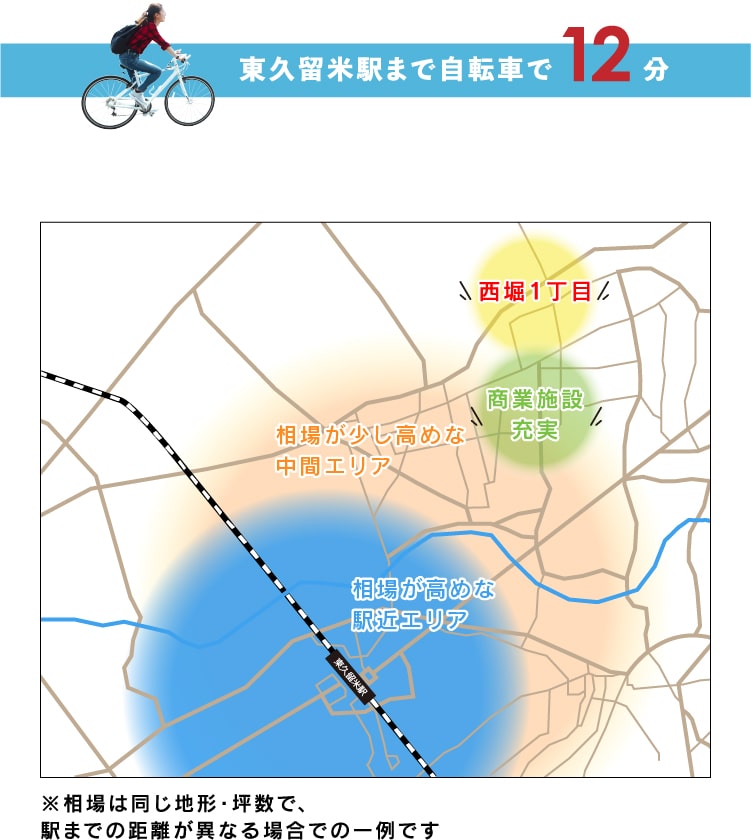 東久留米駅まで自転車で12分
西堀1丁目
商業施設
充実
相場が少し高めな
中間エリア
相場が高めな
駅近エリア
東久留米駅
※相場は同じ地形・坪数で、
駅までの距離が異なる場合での一例です